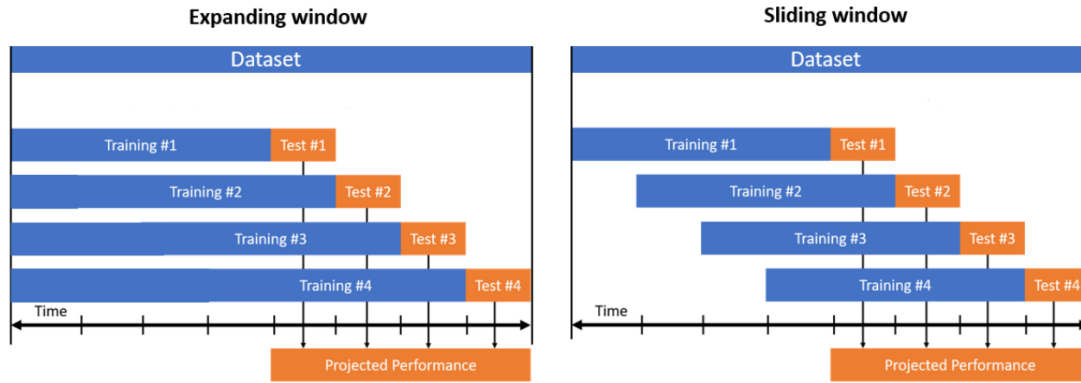 Expanding window
Dataset
Training #1
Test #1
Training #2
Test #2
Training #3
Test #3
Training #4
Test #4
Time
Projected Performance
Sliding window
Dataset
Training #1
Test #1
Training #2
Test #2
Training #3
Test #3
Training #4
Test #4
Time
Projected Performance